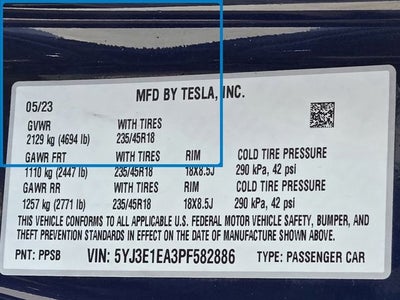 MFD BY TESLA, INC.
05/23
GVWR WITH TIRES
2129 kg (4694 lb) 235/45R18
GAWR FRT WITH TIRES RIM COLD TIRE PRESSURE
1110 kg (2447 lb) 235/45R18 18X8.5J 290 kPa, 42 psi
GAWR RR WITH TIRES RIM COLD TIRE PRESSURE
1257 kg (2771 lb) 235/45R18 18X8.5J 290 kPa, 42 psi
THIS VEHICLE CONFORMS TO ALL APPLICABLE U.S. FEDERAL MOTOR VEHICLE SAFETY, BUMPER, AND
THEFT PREVENTION STANDARDS IN EFFECT ON THE DATE OF MANUFACTURE SHOWN ABOVE.
PNT: PPSB VIN: 5YJ3E1EA3PF582886 TYPE: PASSENGER CAR